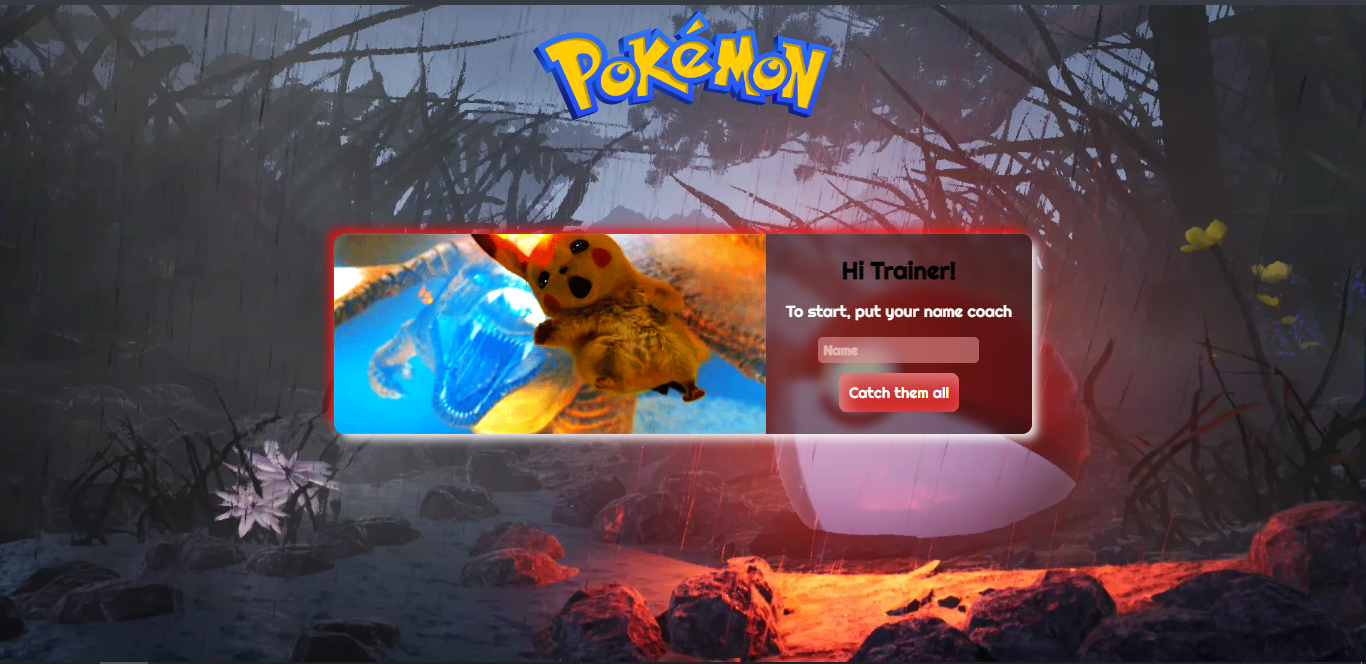 POKéMON
Hi Trainer!
To start, put your name coach
Name
Catch them all